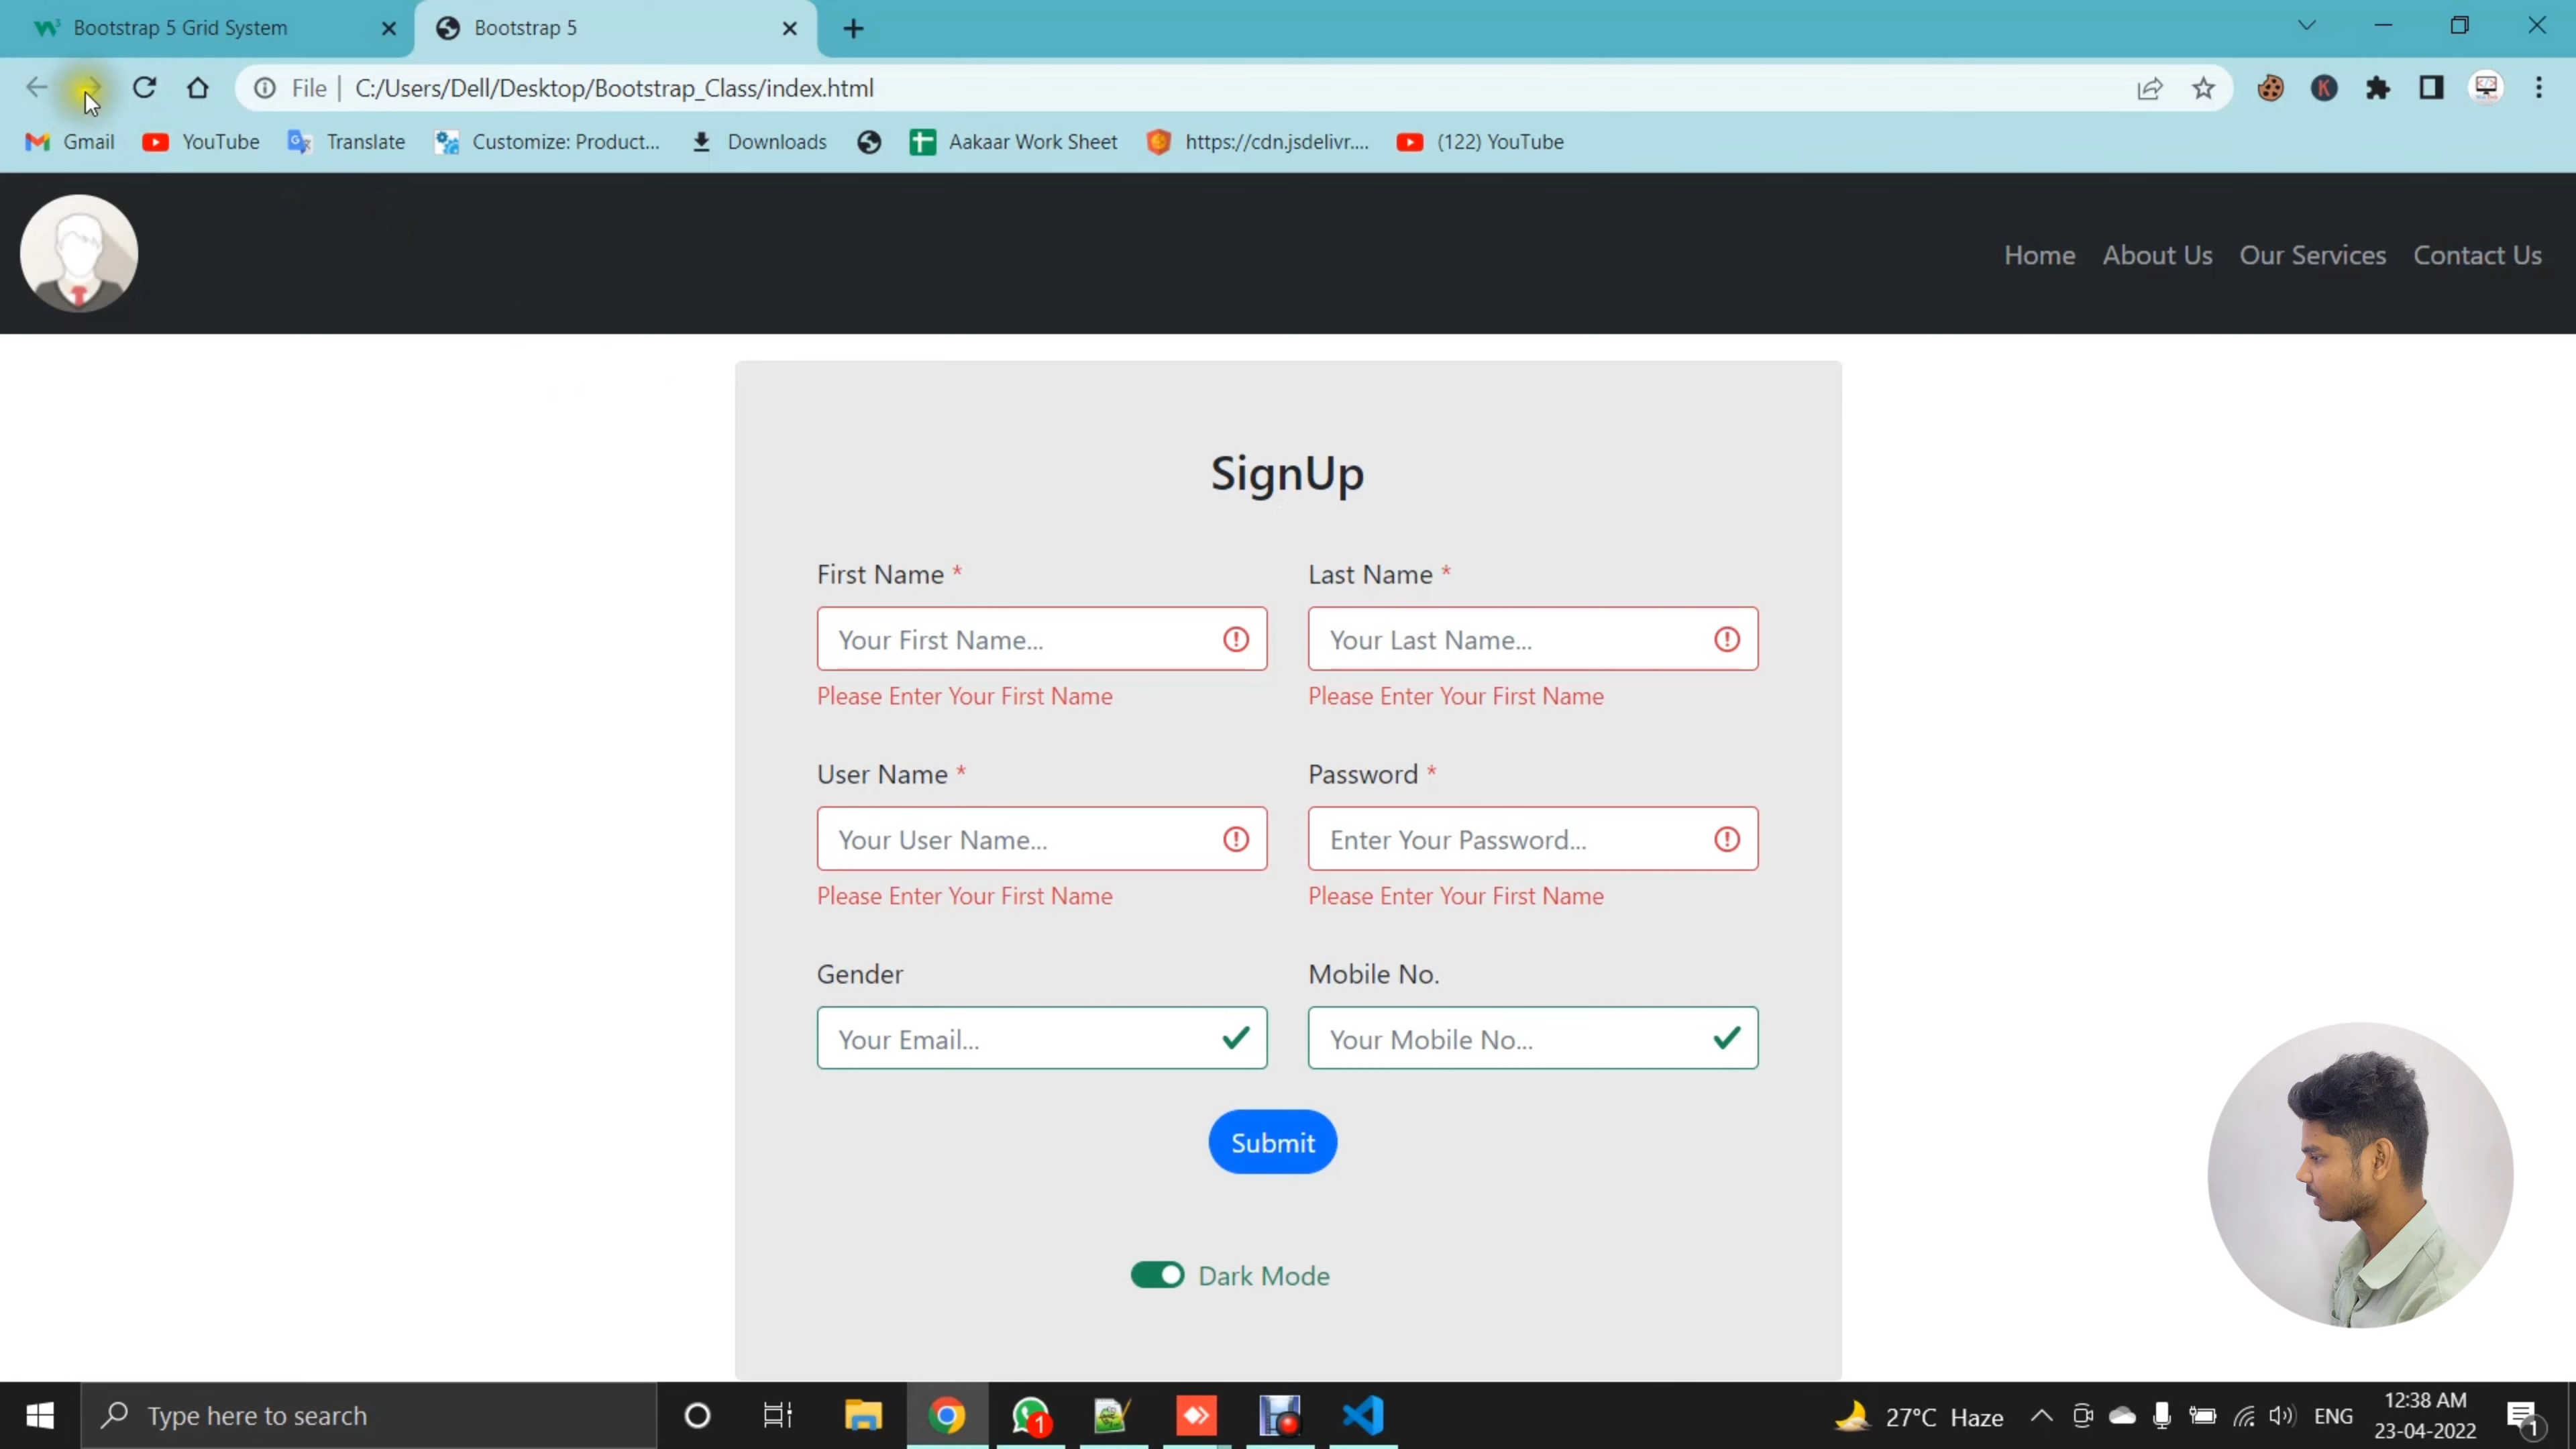 Bootstrap 5 Grid System
Bootstrap 5
File | C:/Users/Dell/Desktop/Bootstrap_Class/index.html
K
Gmail YouTube Translate Customize: Product... Downloads Aakaar Work Sheet https://cdn.jsdelivr.... (122) YouTube
Home About Us Our Services Contact Us
SignUp
First Name * Last Name *
Your First Name... Your Last Name...
Please Enter Your First Name Please Enter Your First Name
User Name * Password *
Your User Name... Enter Your Password...
Please Enter Your First Name Please Enter Your First Name
Gender Mobile No.
Your Email... Your Mobile No...
Submit
Dark Mode
Type here to search
1
27°C Haze
ENG
12:38 AM
23-04-2022
1